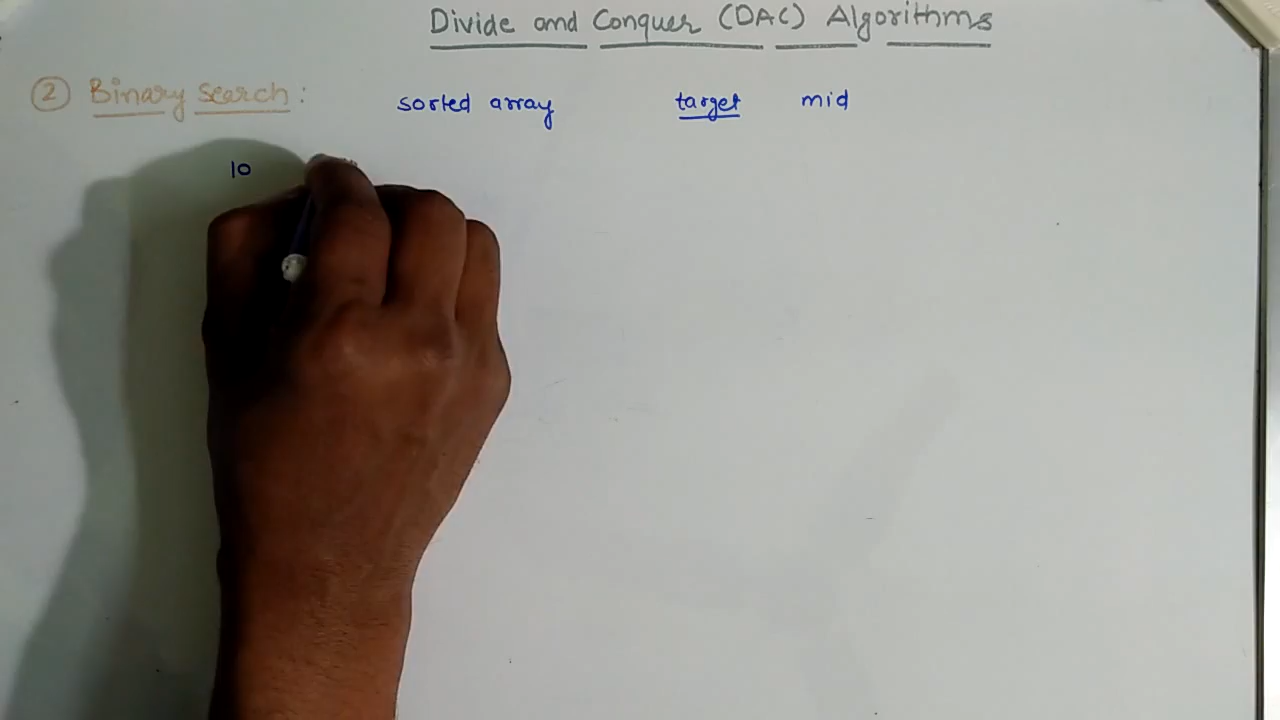 Divide and Conquer (DAC) Algorithms
② Binary Search: sorted array target mid
10